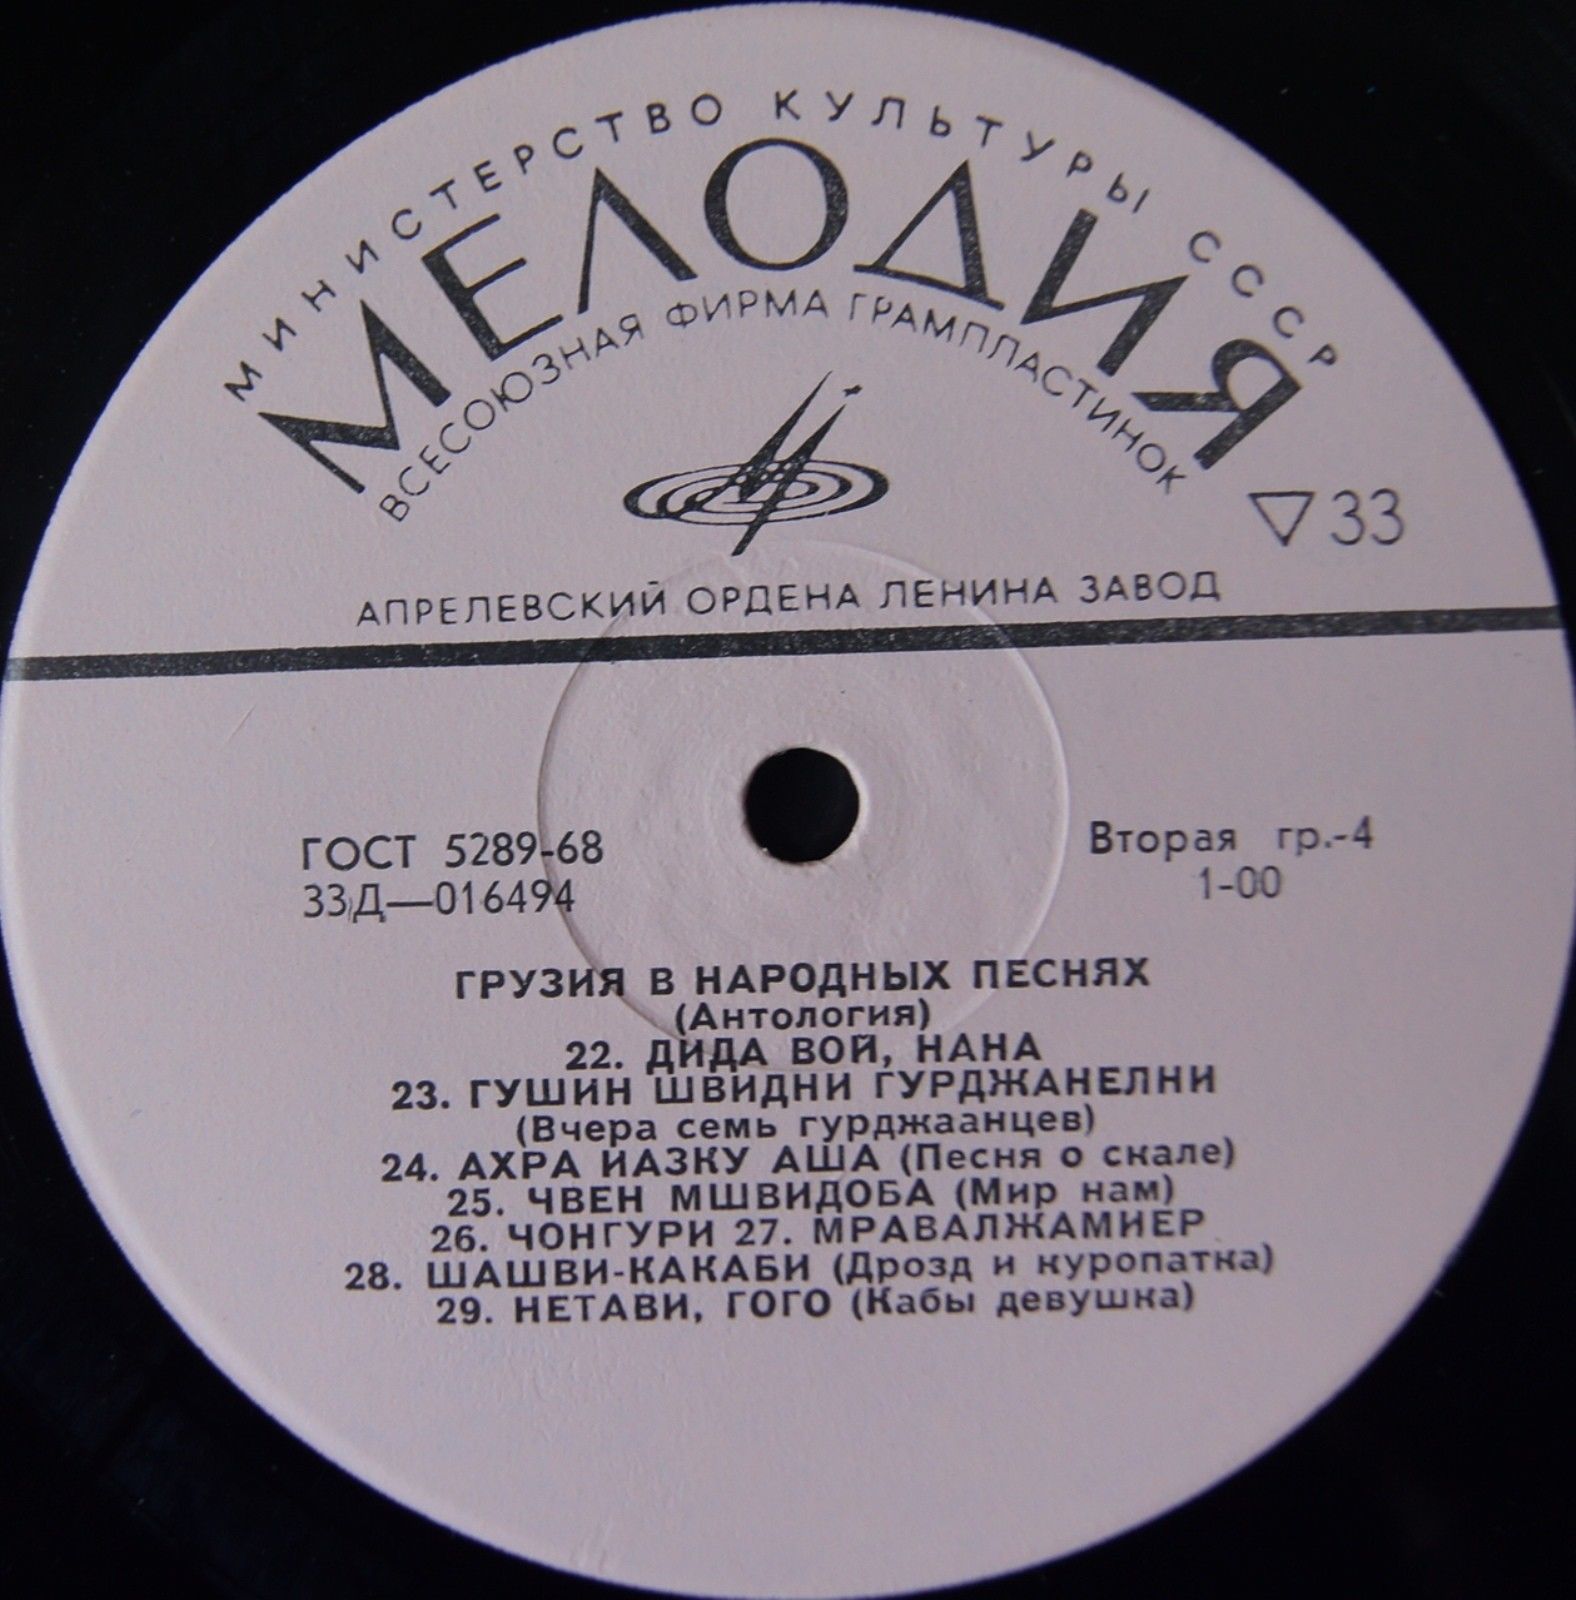 МИНИСТЕРСТВО КУЛЬТУРЫ СССР
МЕЛОДИЯ
ВСЕСОЮЗНАЯ ФИРМА ГРАМПЛАСТИНОК
▽33
АПРЕЛЕВСКИЙ ОРДЕНА ЛЕНИНА ЗАВОД
ГОСТ 5289-68
33Д—016494
Вторая гр.-4
1-00
ГРУЗИЯ В НАРОДНЫХ ПЕСНЯХ
(Антология)
22. ДИДА ВОЙ, НАНА
23. ГУШИН ШВИДНИ ГУРДЖАНЕЛНИ
(Вчера семь гурджаанцев)
24. АХРА ИАЗКУ АША (Песня о скале)
25. ЧВЕН МШВИДОБА (Мир нам)
26. ЧОНГУРИ 27. МРАВАЛЖАМИЕР
28. ШАШВИ-КАКАБИ (Дрозд и куропатка)
29. НЕТАВИ, ГОГО (Кабы девушка)